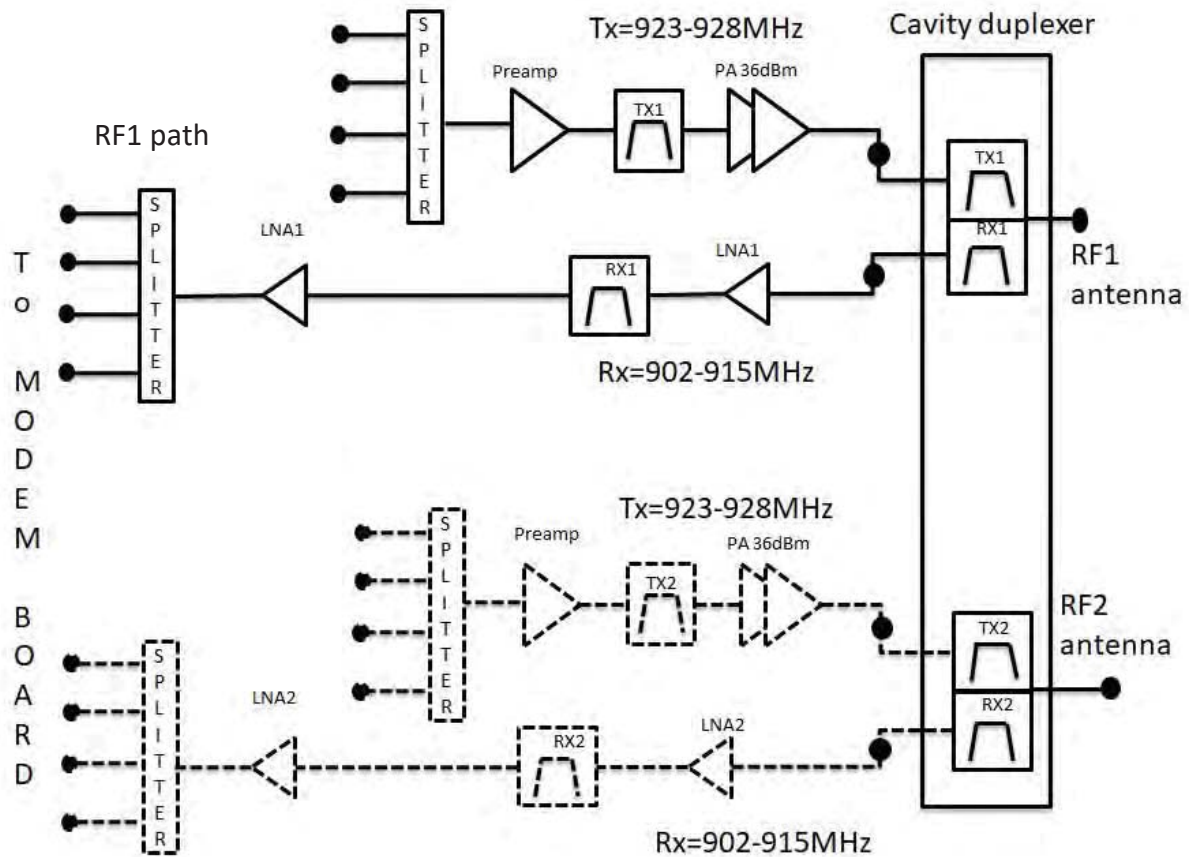 Tx=923-928MHz
Cavity duplexer
SPLITTER
Preamp
TX1
PA 36dBm
RF1 path
TX1
SPLITTER
LNA1
RX1
LNA1
RX1
RF1
antenna
Rx=902-915MHz
To MODEM BOARD
Tx=923-928MHz
SPLITTER
Preamp
TX2
PA 36dBm
RF2
antenna
TX2
SPLITTER
LNA2
RX2
LNA2
RX2
Rx=902-915MHz